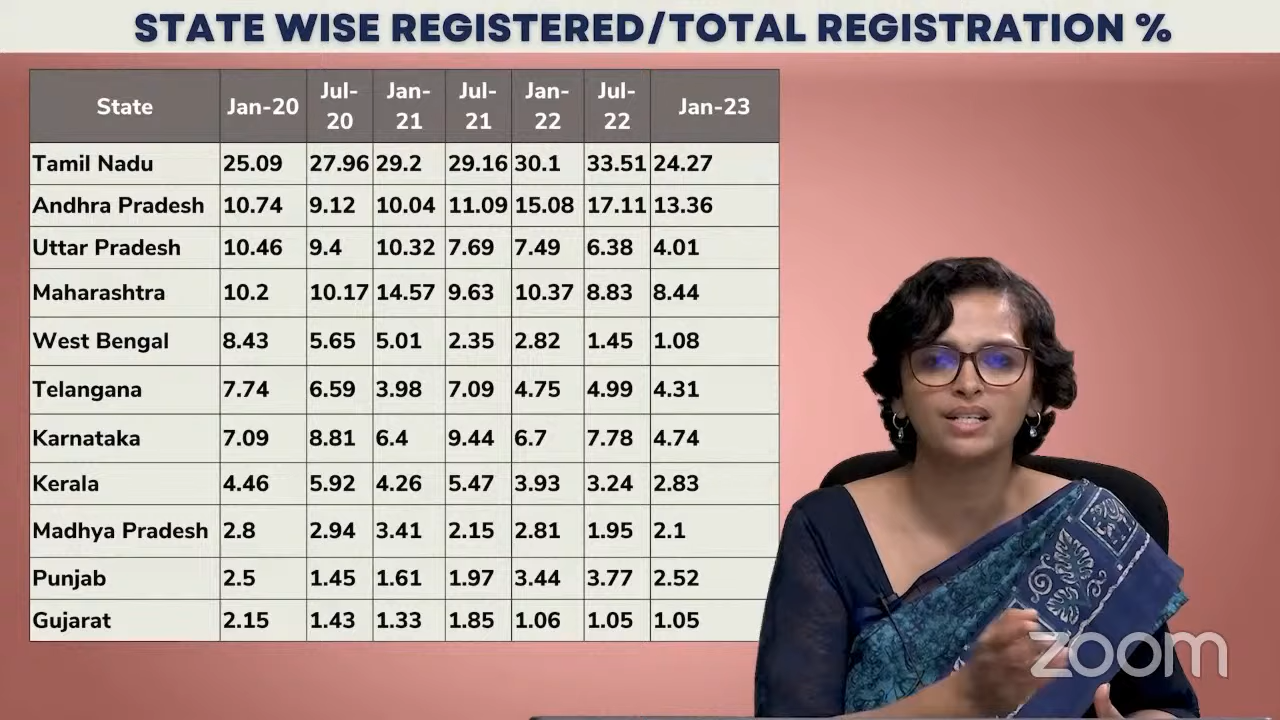 STATE WISE REGISTERED/TOTAL REGISTRATION %
State Jan-20 Jul-20 Jan-21 Jul-21 Jan-22 Jul-22 Jan-23
Tamil Nadu 25.09 27.96 29.2 29.16 30.1 33.51 24.27
Andhra Pradesh 10.74 9.12 10.04 11.09 15.08 17.11 13.36
Uttar Pradesh 10.46 9.4 10.32 7.69 7.49 6.38 4.01
Maharashtra 10.2 10.17 14.57 9.63 10.37 8.83 8.44
West Bengal 8.43 5.65 5.01 2.35 2.82 1.45 1.08
Telangana 7.74 6.59 3.98 7.09 4.75 4.99 4.31
Karnataka 7.09 8.81 6.4 9.44 6.7 7.78 4.74
Kerala 4.46 5.92 4.26 5.47 3.93 3.24 2.83
Madhya Pradesh 2.8 2.94 3.41 2.15 2.81 1.95 2.1
Punjab 2.5 1.45 1.61 1.97 3.44 3.77 2.52
Gujarat 2.15 1.43 1.33 1.85 1.06 1.05 1.05
zoom